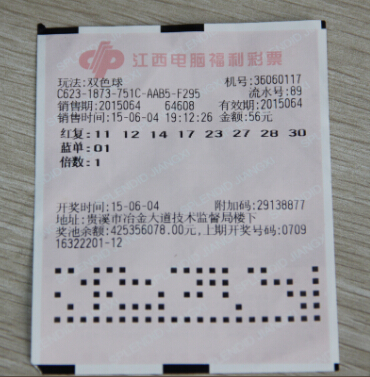 江西电脑福利彩票
玩法:双色球 机号:36060117
C623-1873-751C-AAB5-F295 流水号:89
销售期:2015064 64608 有效期:2015064
销售时间:15-06-04 19:12:26 金额:56元
红复:11 12 14 17 23 27 28 30
蓝单:01
倍数:1
开奖时间:15-06-04 附加码:29138877
地址:贵溪市冶金大道技术监督局楼下
奖池余额:425356078.00元,上期开奖号码:0709
16322201-12